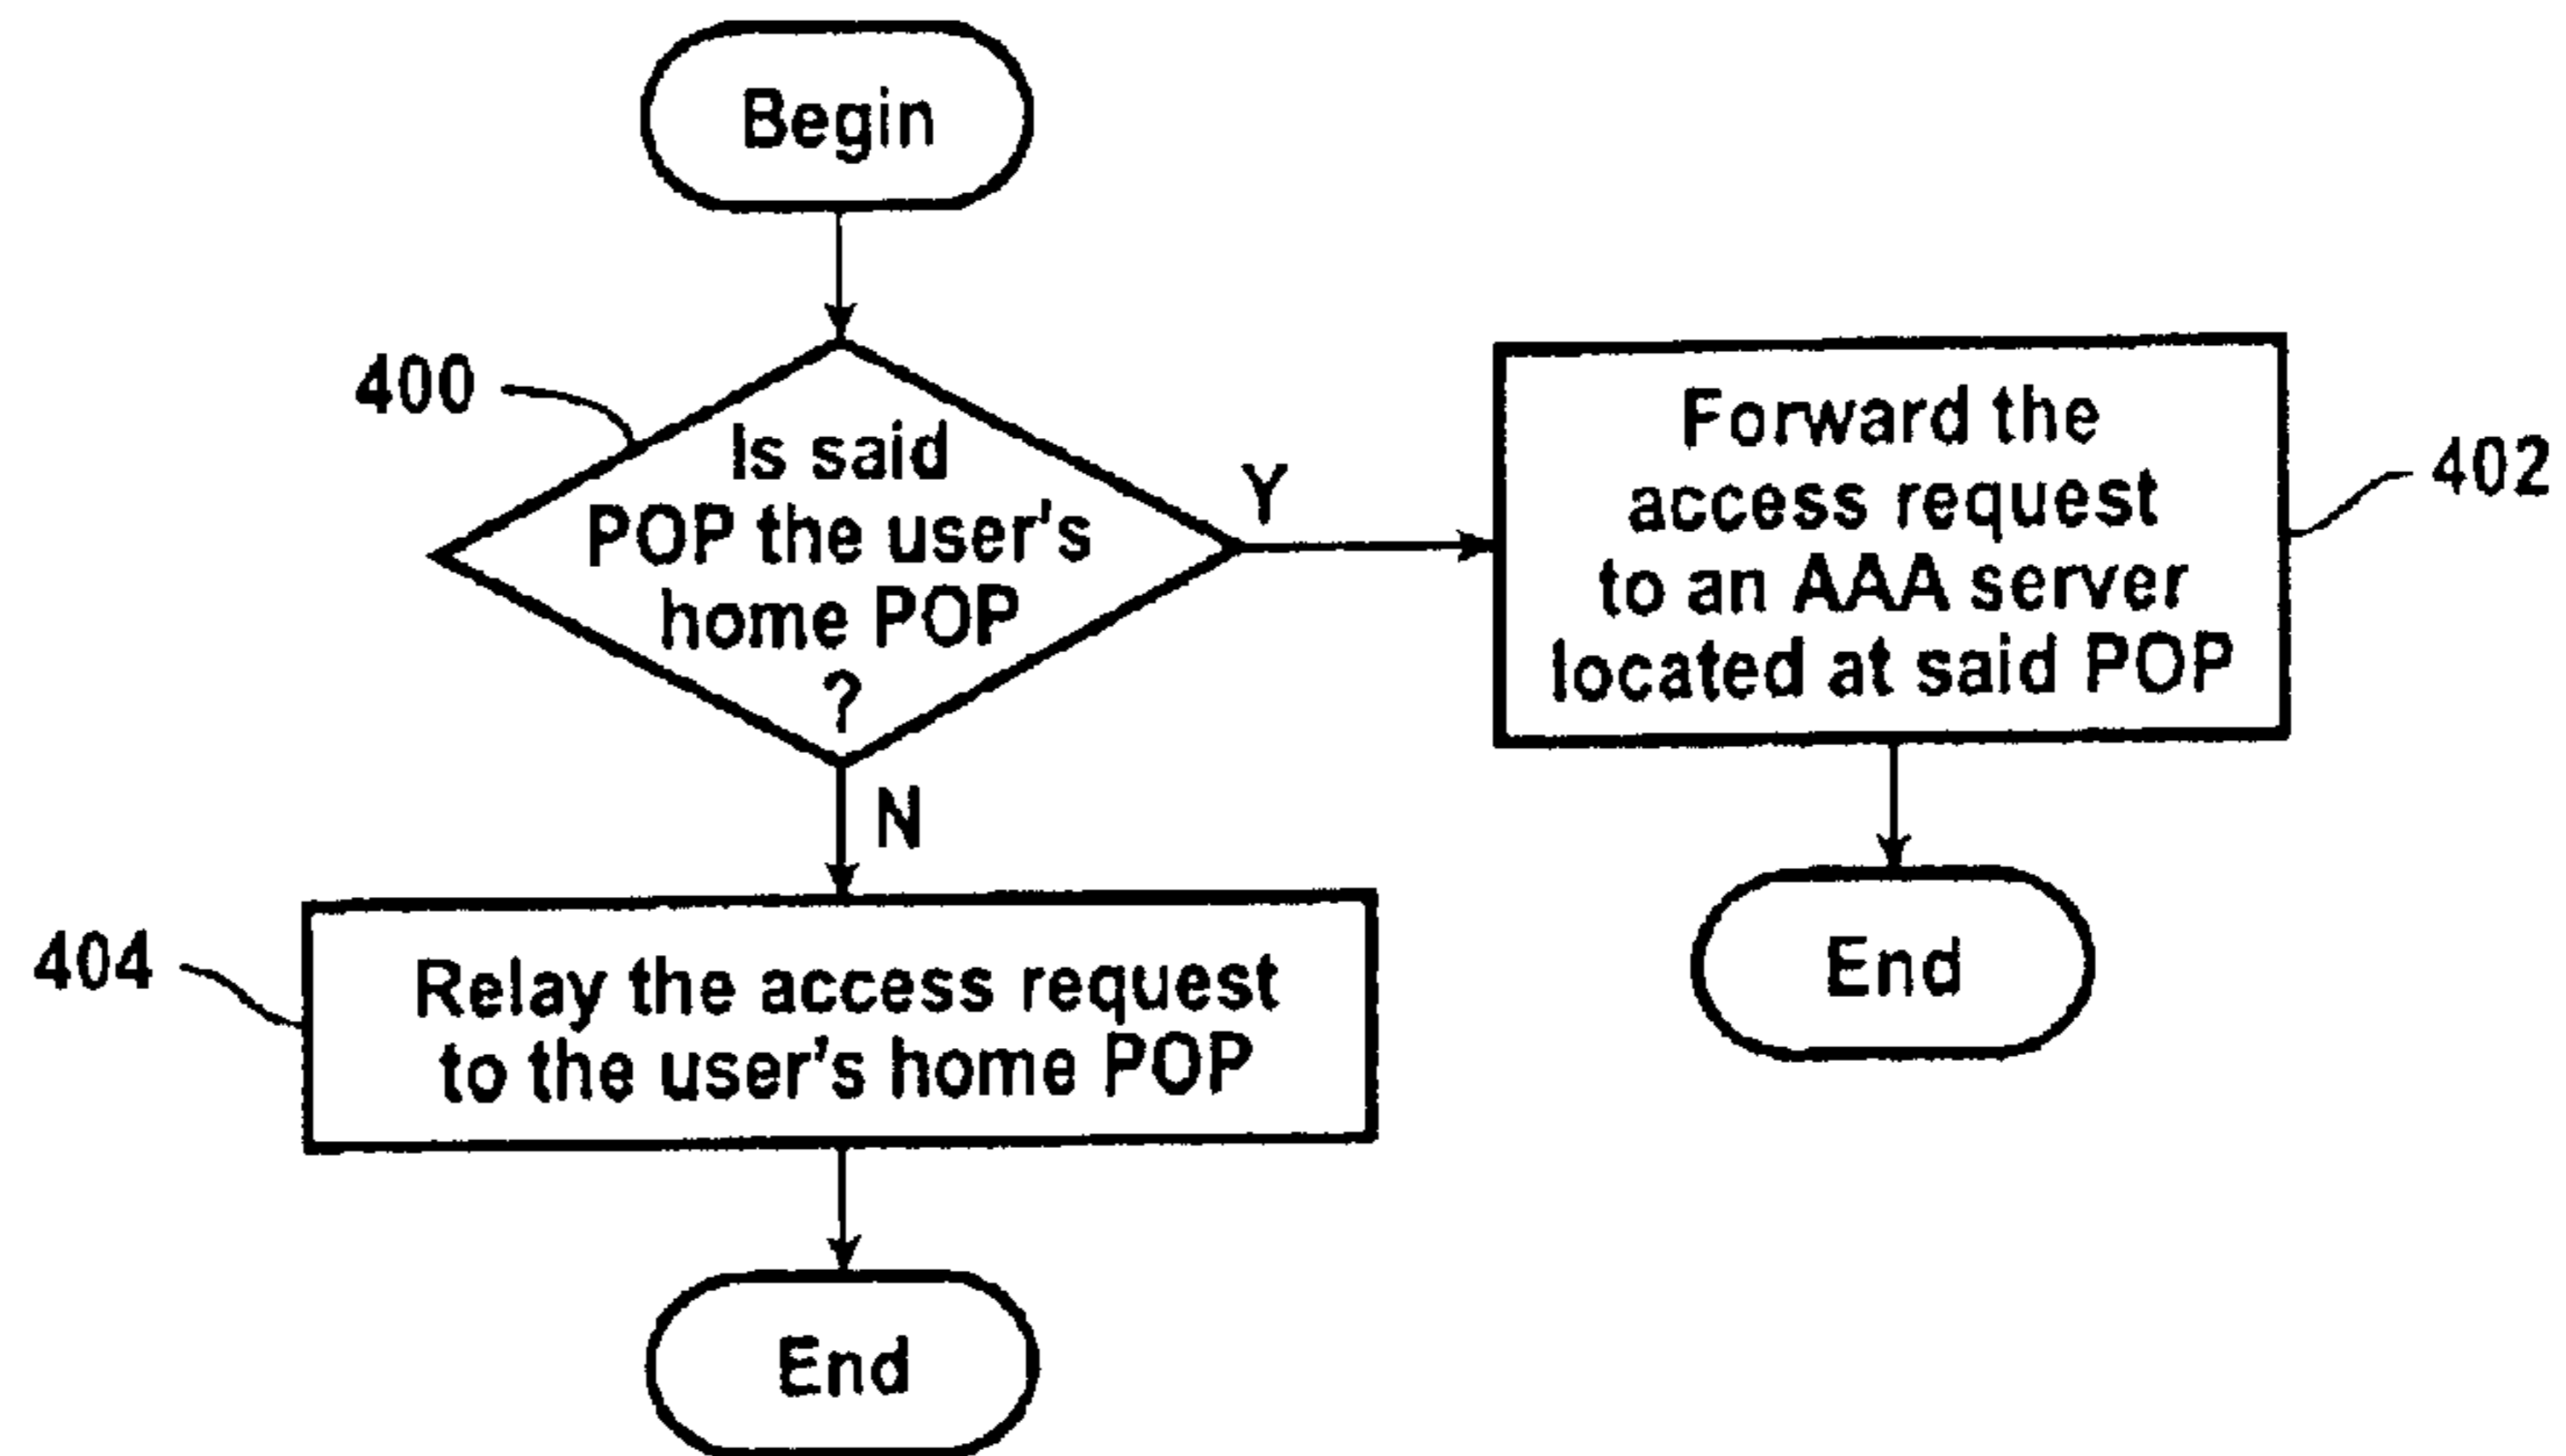 Begin
400
Is said
POP the user's
home POP
?
Y
N
Forward the
access request
to an AAA server
located at said POP
402
End
404
Relay the access request
to the user's home POP
End